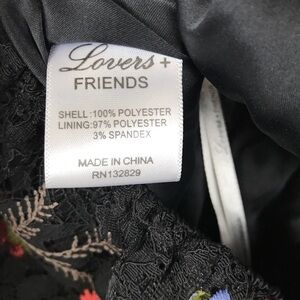 Lovers +
FRIENDS
SHELL:100% POLYESTER
LINING:97% POLYESTER
3% SPANDEX
MADE IN CHINA
RN132829